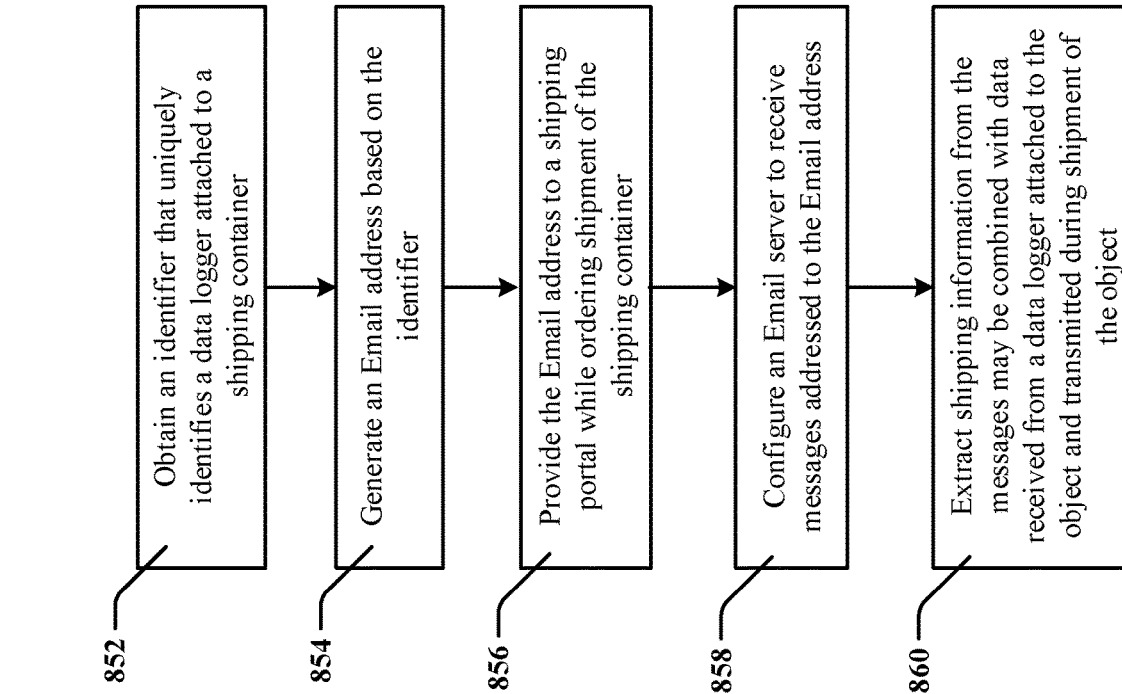 852
Obtain an identifier that uniquely
identifies a data logger attached to a
shipping container
854
Generate an Email address based on the
identifier
856
Provide the Email address to a shipping
portal while ordering shipment of the
shipping container
858
Configure an Email server to receive
messages addressed to the Email address
860
Extract shipping information from the
messages may be combined with data
received from a data logger attached to the
object and transmitted during shipment of
the object